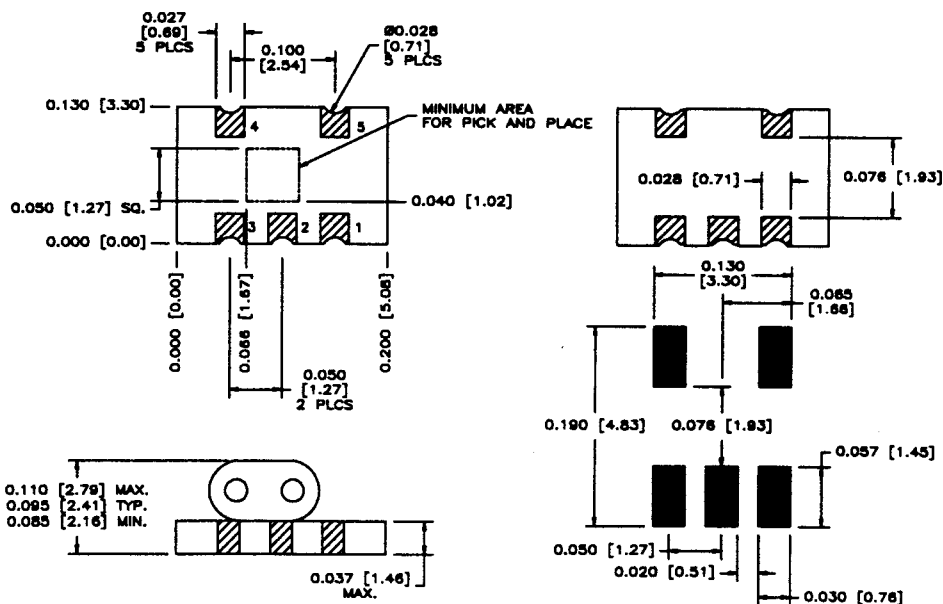 0.027
[0.69]
5 PLCS
0.100
[2.54]
Ø0.028
[0.71]
5 PLCS
0.130 [3.30]
4
5
MINIMUM AREA
FOR PICK AND PLACE
0.050 [1.27] SQ.
0.040 [1.02]
0.000 [0.00]
3
2
1
0.000 [0.00]
0.066 [1.67]
0.200 [5.08]
0.050
[1.27]
2 PLCS
0.028 [0.71]
0.076 [1.93]
0.130
[3.30]
0.065
[1.66]
0.190 [4.83]
0.076 [1.93]
0.057 [1.45]
0.050 [1.27]
0.020 [0.51]
0.030 [0.76]
0.110 [2.79] MAX.
0.095 [2.41] TYP.
0.085 [2.16] MIN.
0.037 [1.46]
MAX.